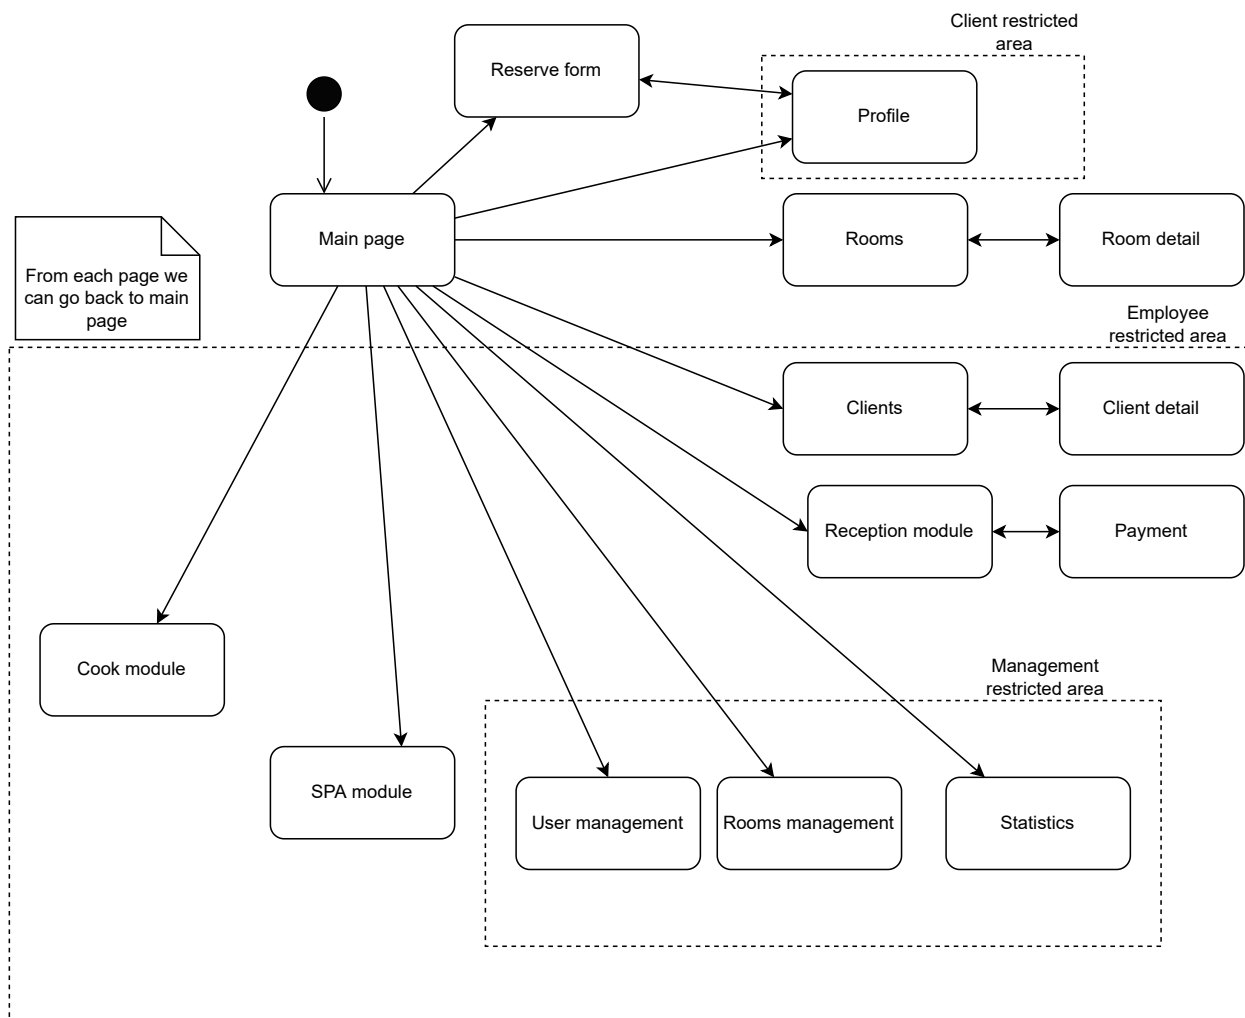 Client restricted
area
Reserve form
Profile
Main page
Rooms
Room detail
From each page we
can go back to main
page
Employee
restricted area
Clients
Client detail
Reception module
Payment
Cook module
Management
restricted area
SPA module
User management
Rooms management
Statistics